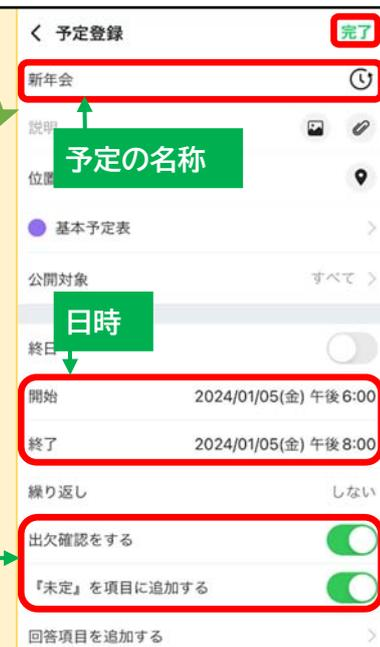 予定登録 完了
新年会
説明
予定の名称
位置
基本予定表
公開対象 すべて
日時
終日
開始 2024/01/05(金) 午後6:00
終了 2024/01/05(金) 午後8:00
繰り返し しない
出欠確認をする
『未定』を項目に追加する
回答項目を追加する